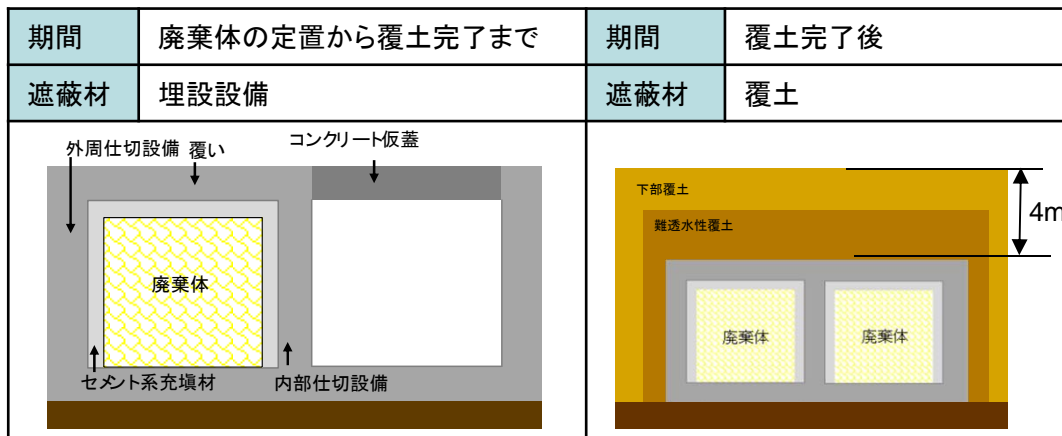 期間 廃棄体の定置から覆土完了まで 期間 覆土完了後
遮蔽材 埋設設備 遮蔽材 覆土
外周仕切設備 覆い コンクリート仮蓋
廃棄体
セメント系充填材 内部仕切設備
下部覆土
難透水性覆土
4m
廃棄体 廃棄体